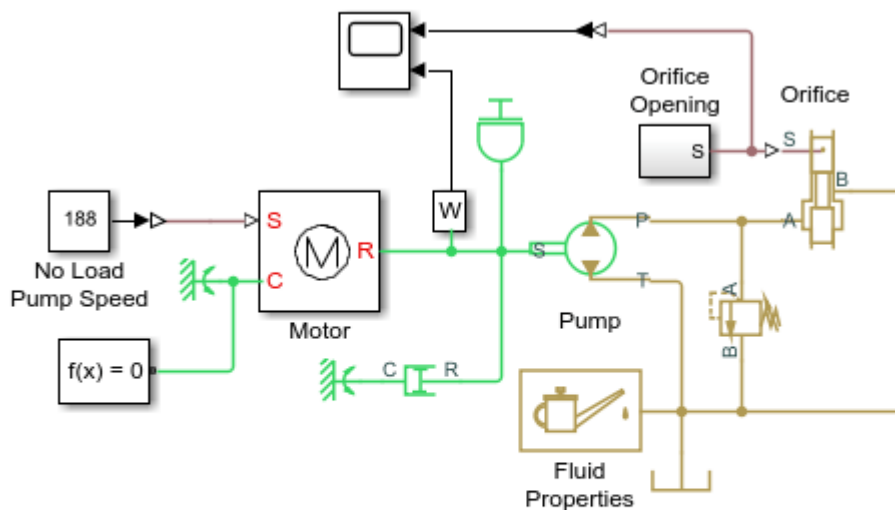 Orifice
Opening
Orifice
S
S
B
A
188
No Load
Pump Speed
S
C
M
R
Motor
W
S
P
T
Pump
A
B
f(x) = 0
C
R
Fluid
Properties